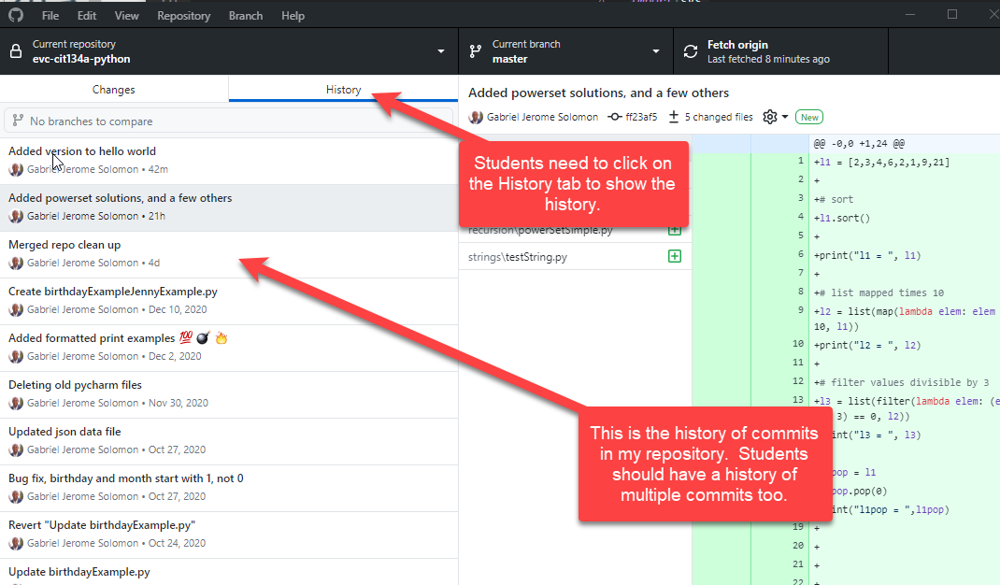 File Edit View Repository Branch Help
Current repository
evc-cit134a-python
Current branch
master
Fetch origin
Last fetched 8 minutes ago
Changes
History
No branches to compare
Added version to hello world
Gabriel Jerome Solomon • 42m
Added powerset solutions, and a few others
Gabriel Jerome Solomon • 21h
Merged repo clean up
Gabriel Jerome Solomon • 4d
Create birthdayExampleJennyExample.py
Gabriel Jerome Solomon • Dec 10, 2020
Added formatted print examples 💯 💣 🔥
Gabriel Jerome Solomon • Dec 2, 2020
Deleting old pycharm files
Gabriel Jerome Solomon • Nov 30, 2020
Updated json data file
Gabriel Jerome Solomon • Oct 27, 2020
Bug fix, birthday and month start with 1, not 0
Gabriel Jerome Solomon • Oct 27, 2020
Revert "Update birthdayExample.py"
Gabriel Jerome Solomon • Oct 24, 2020
Update birthdayExample.py
Added powerset solutions, and a few others
Gabriel Jerome Solomon ff23af5 5 changed files New
Students need to click on
the History tab to show the
history.
recursion\powerSetSimple.py
strings\testString.py
This is the history of commits
in my repository. Students
should have a history of
multiple commits too.
@@ -0,0 +1,24 @@
1 +l1 = [2,3,4,6,2,1,9,21]
2 +
3 +# sort
4 +l1.sort()
5 +
6 +print("l1 = ", l1)
7 +
8 +# list mapped times 10
9 +l2 = list(map(lambda elem: elem
10, l1))
10 +print("l2 = ", l2)
11 +
12 +# filter values divisible by 3
13 +l3 = list(filter(lambda elem: (e
3) == 0, l2))
int("l3 = ", l3)
pop = l1
pop.pop(0)
int("l1pop = ",l1pop)
19 +
20 +
21 +
22 +